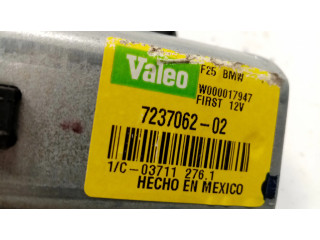 Valeo
F25 BMW
W000017947
FIRST 12V
7237062-02
1/C-03711 276.1
HECHO EN MEXICO